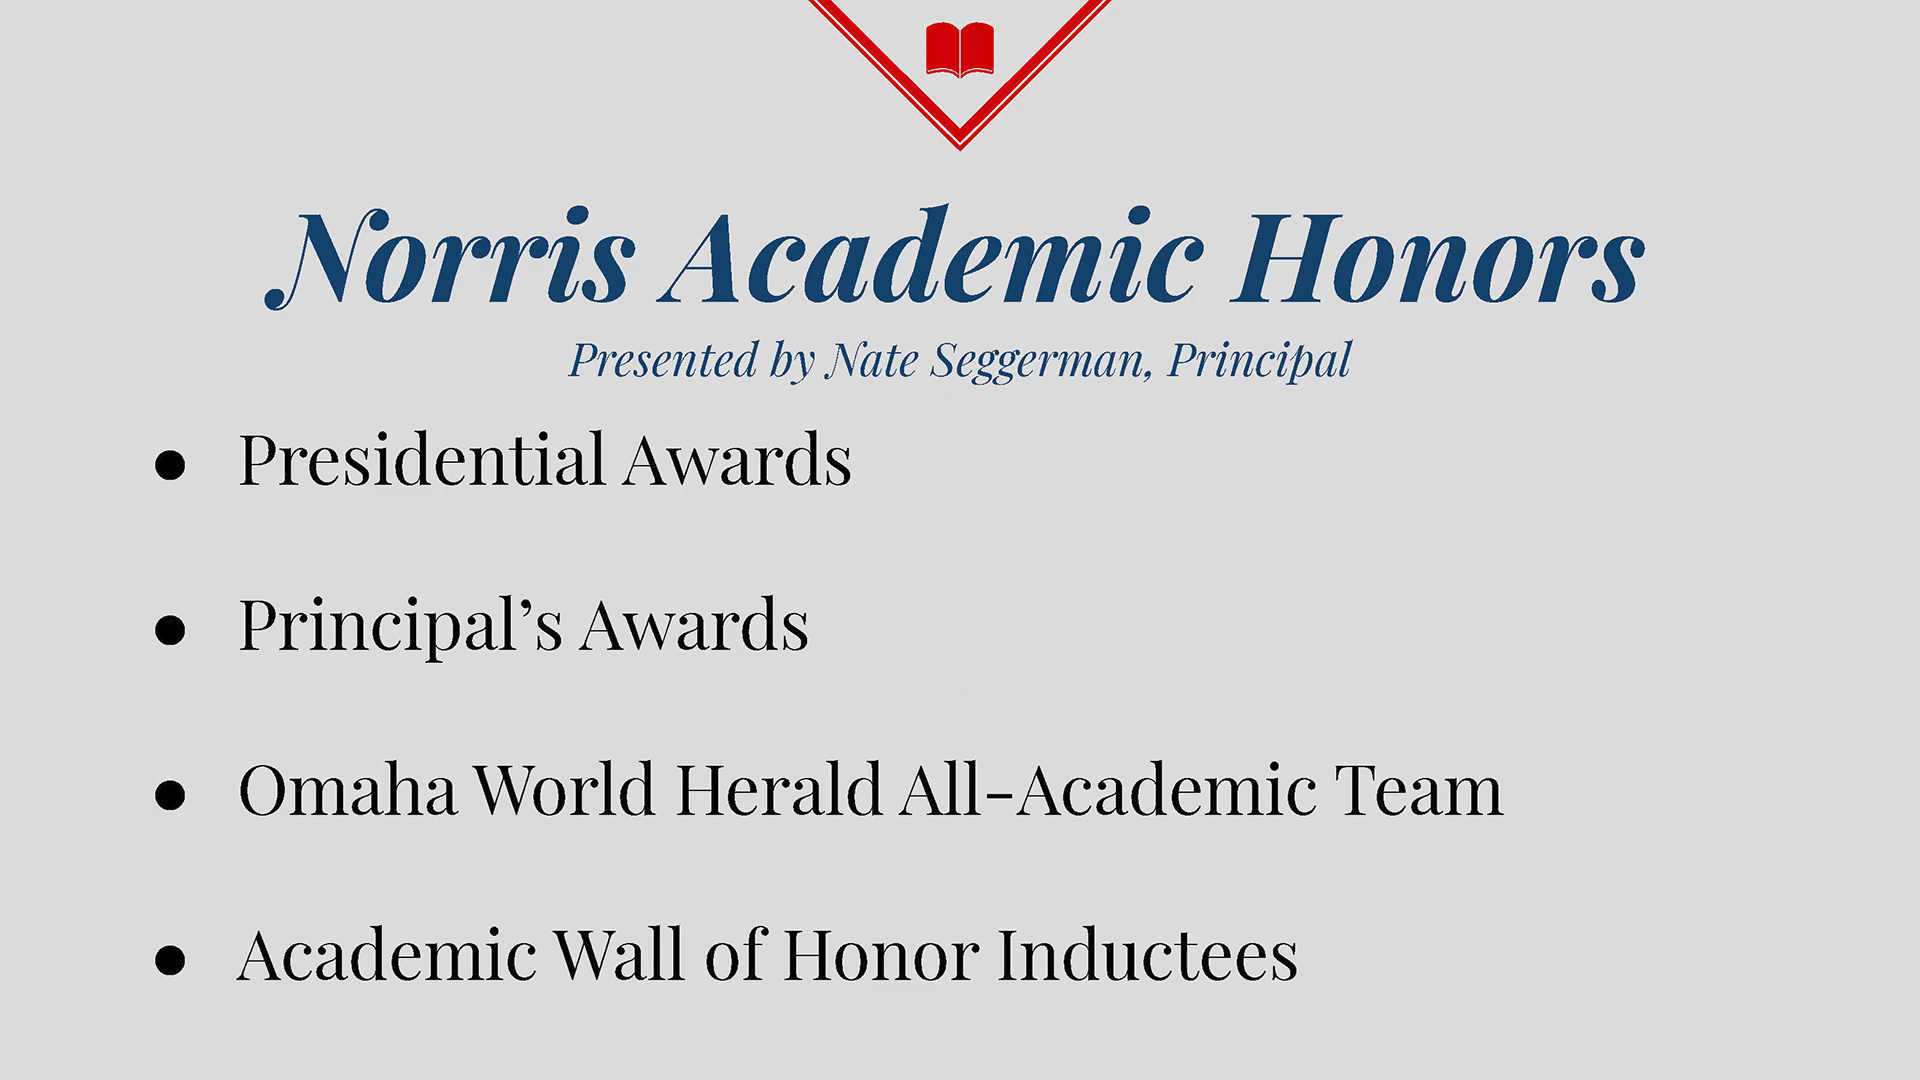 Norris Academic Honors
Presented by Nate Seggerman, Principal
● Presidential Awards
● Principal’s Awards
● Omaha World Herald All-Academic Team
● Academic Wall of Honor Inductees